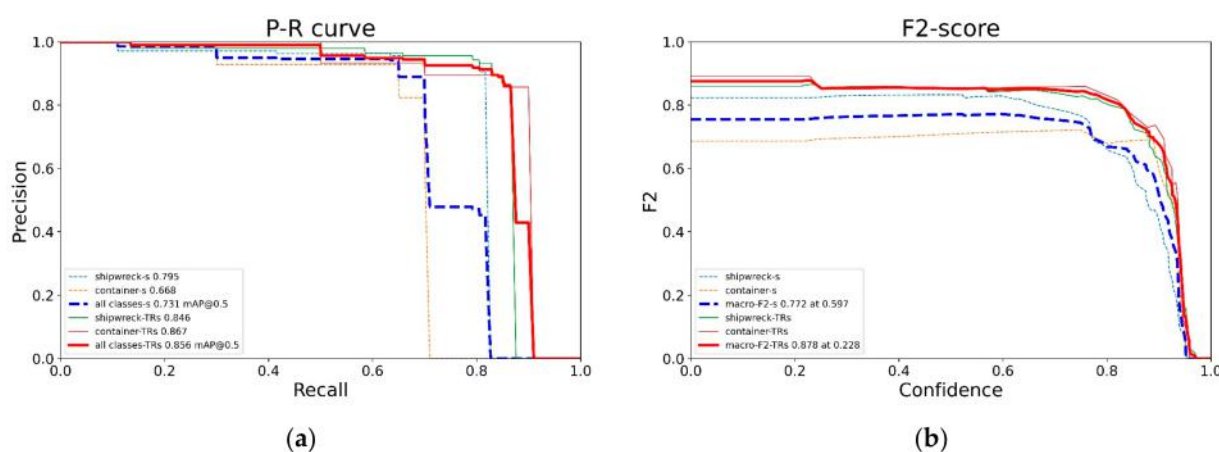 P-R curve
1.0
0.8
0.6
0.4
0.2
0.0
Precision
shipwreck-s 0.795
container-s 0.668
all classes-s 0.731 mAP@0.5
shipwreck-TRs 0.846
container-TRs 0.867
all classes-TRs 0.856 mAP@0.5
0.0 0.2 0.4 0.6 0.8 1.0
Recall
(a)
F2-score
1.0
0.8
0.6
0.4
0.2
0.0
F2
shipwreck-s
container-s
macro-F2-s 0.772 at 0.597
shipwreck-TRs
container-TRs
macro-F2-TRs 0.878 at 0.228
0.0 0.2 0.4 0.6 0.8 1.0
Confidence
(b)